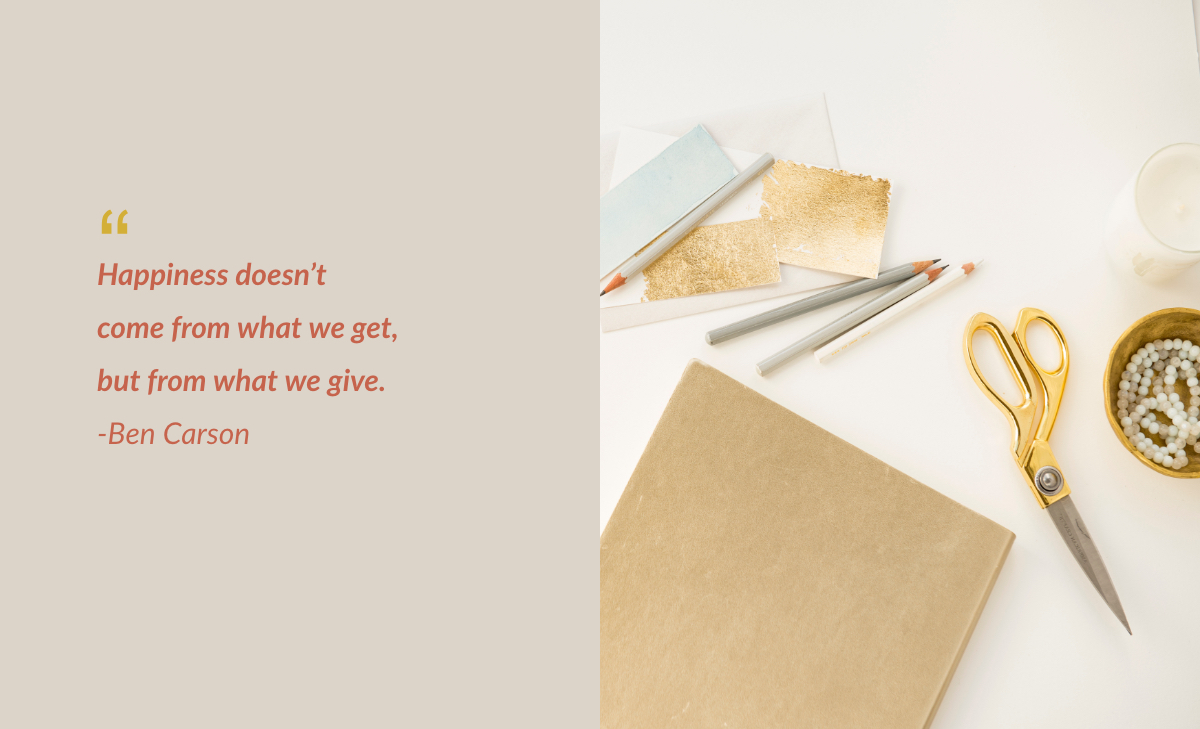 “
Happiness doesn’t
come from what we get,
but from what we give.
-Ben Carson